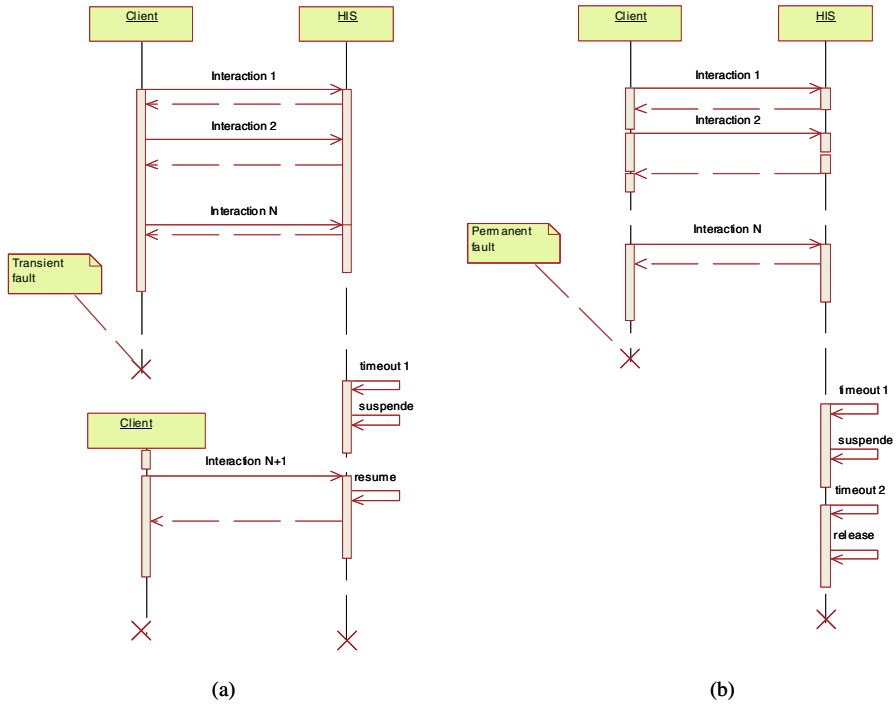 Client
HIS
Interaction 1
Interaction 2
Interaction N
Transient
fault
timeout 1
suspende
Client
Interaction N+1
resume
(a)
Client
HIS
Interaction 1
Interaction 2
Interaction N
Permanent
fault
timeout 1
suspende
timeout 2
release
(b)